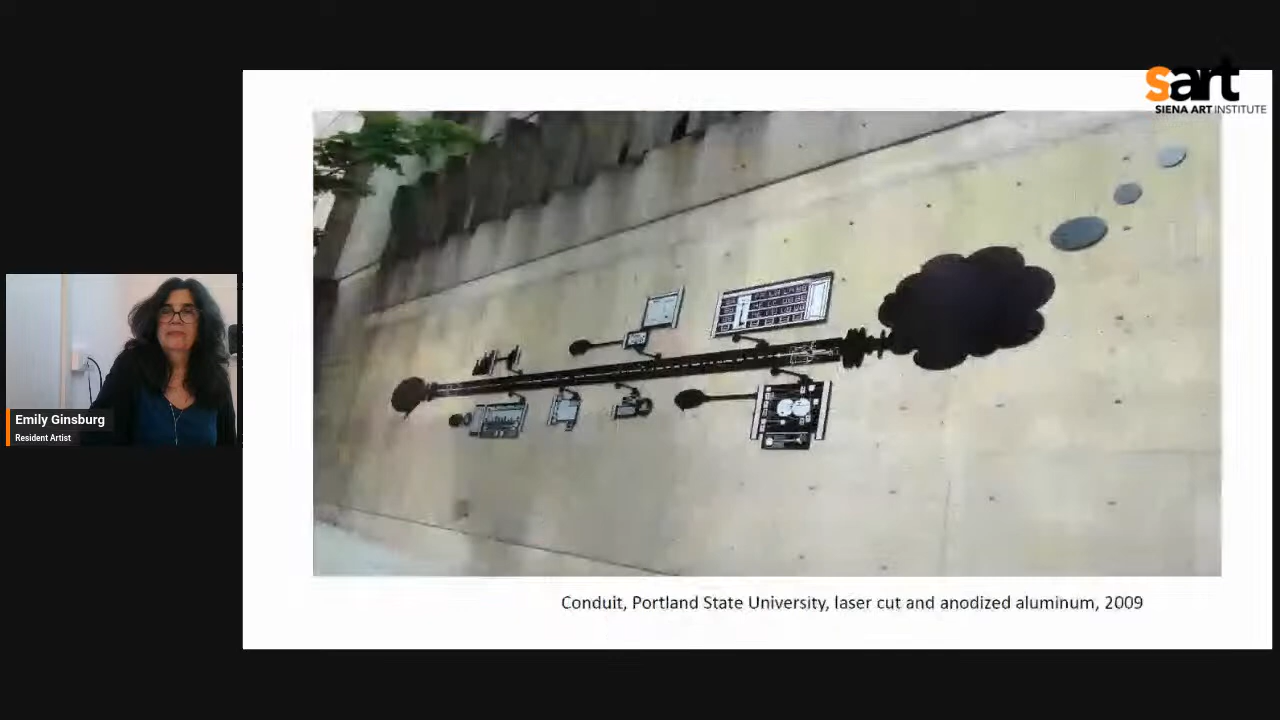 sart
SIENA ART INSTITUTE
Emily Ginsburg
Resident Artist
Conduit, Portland State University, laser cut and anodized aluminum, 2009